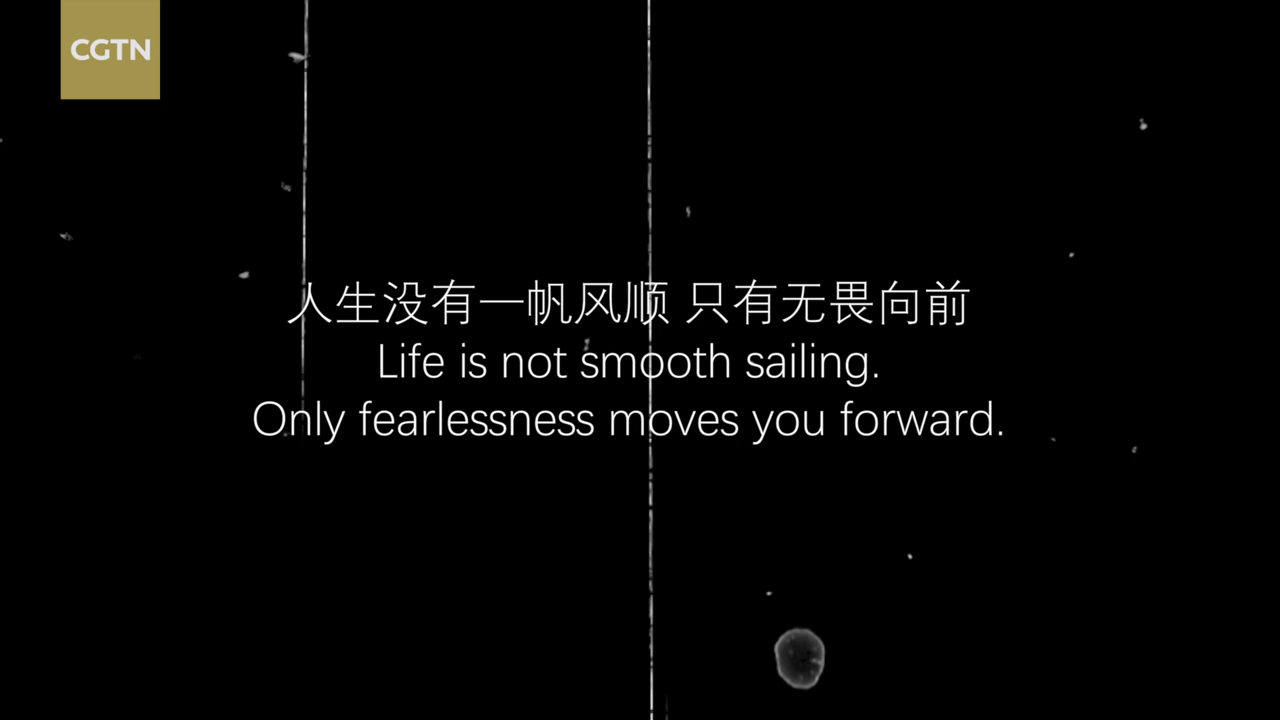 CGTN
人生没有一帆风顺 只有无畏向前
Life is not smooth sailing.
Only fearlessness moves you forward.